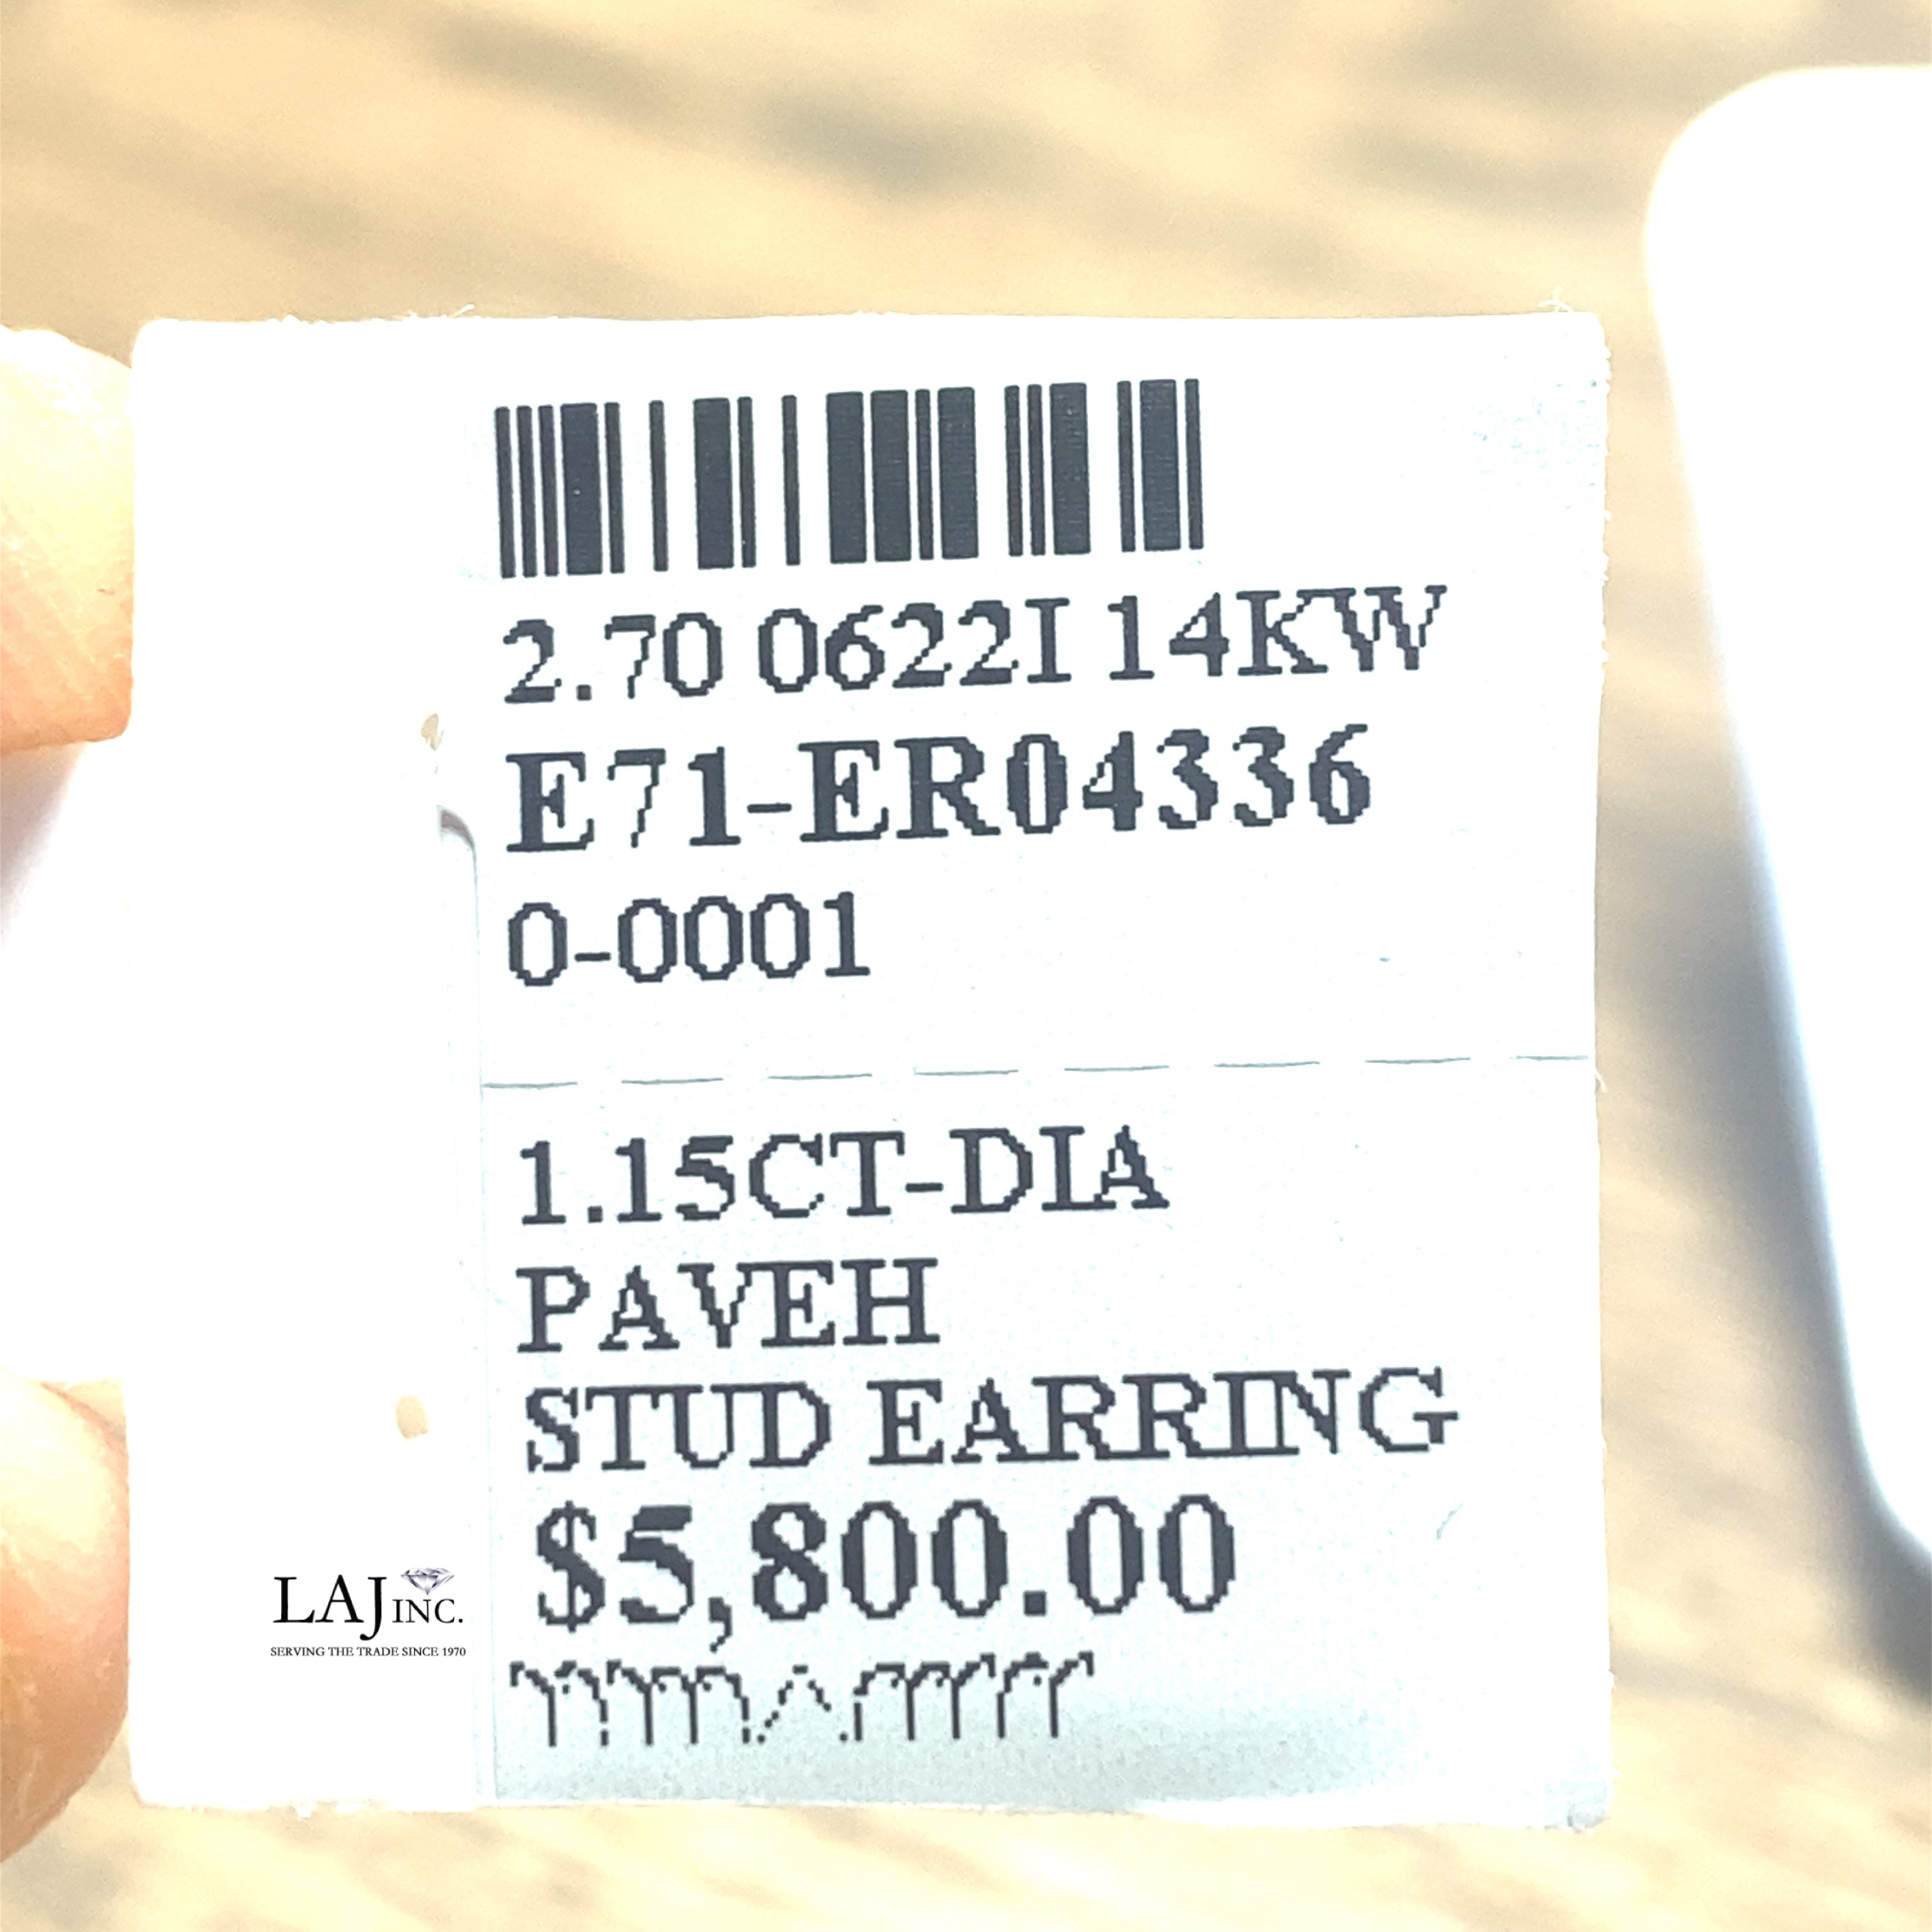 2.70 0622I 14KW
E71-ER04336
0-0001
1.15CT-DIA
PAVEH
STUD EARRING
$5,800.00
LAJ INC.
SERVING THE TRADE SINCE 1970